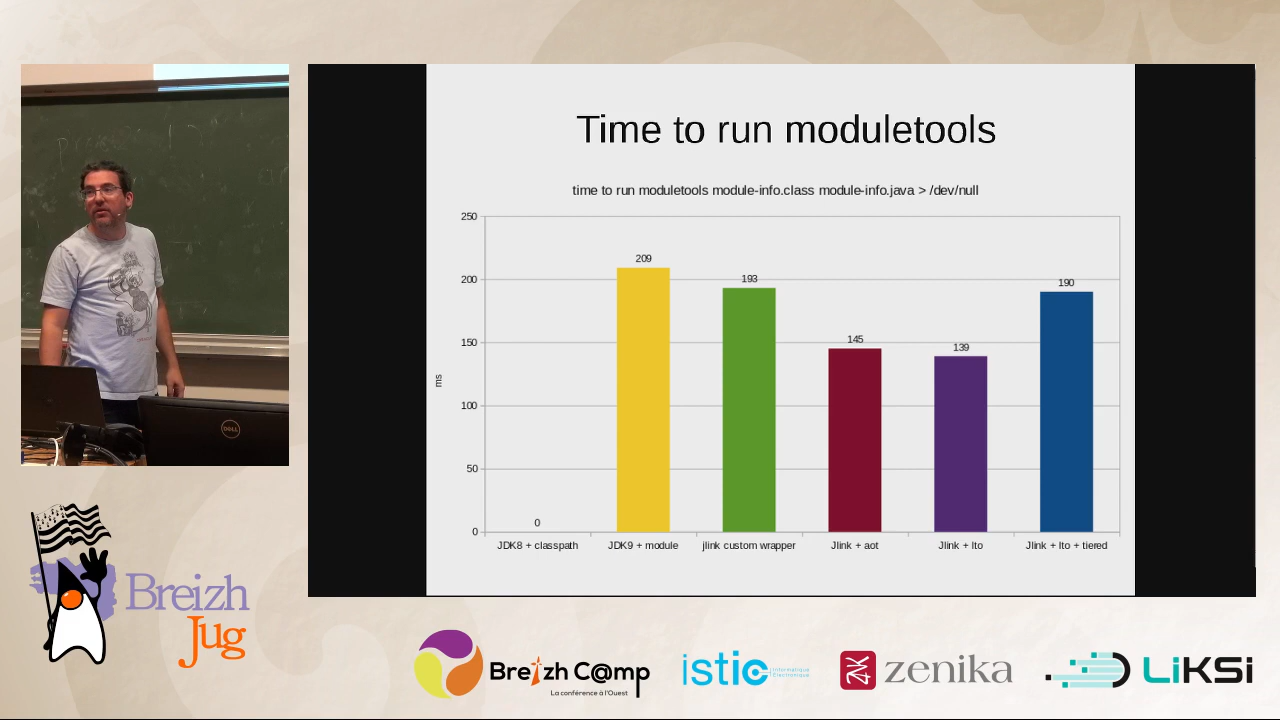 Time to run moduletools
time to run moduletools module-info.class module-info.java > /dev/null
250
200
150
100
50
0
ms
0
209
193
145
139
190
JDK8 + classpath
JDK9 + module
jlink custom wrapper
Jlink + aot
Jlink + lto
Jlink + lto + tiered
DELL
Breizh
Jug
Breizh C@mp
La conférence à l'Ouest
istic
Informatique
Électronique
zenika
LiKSi